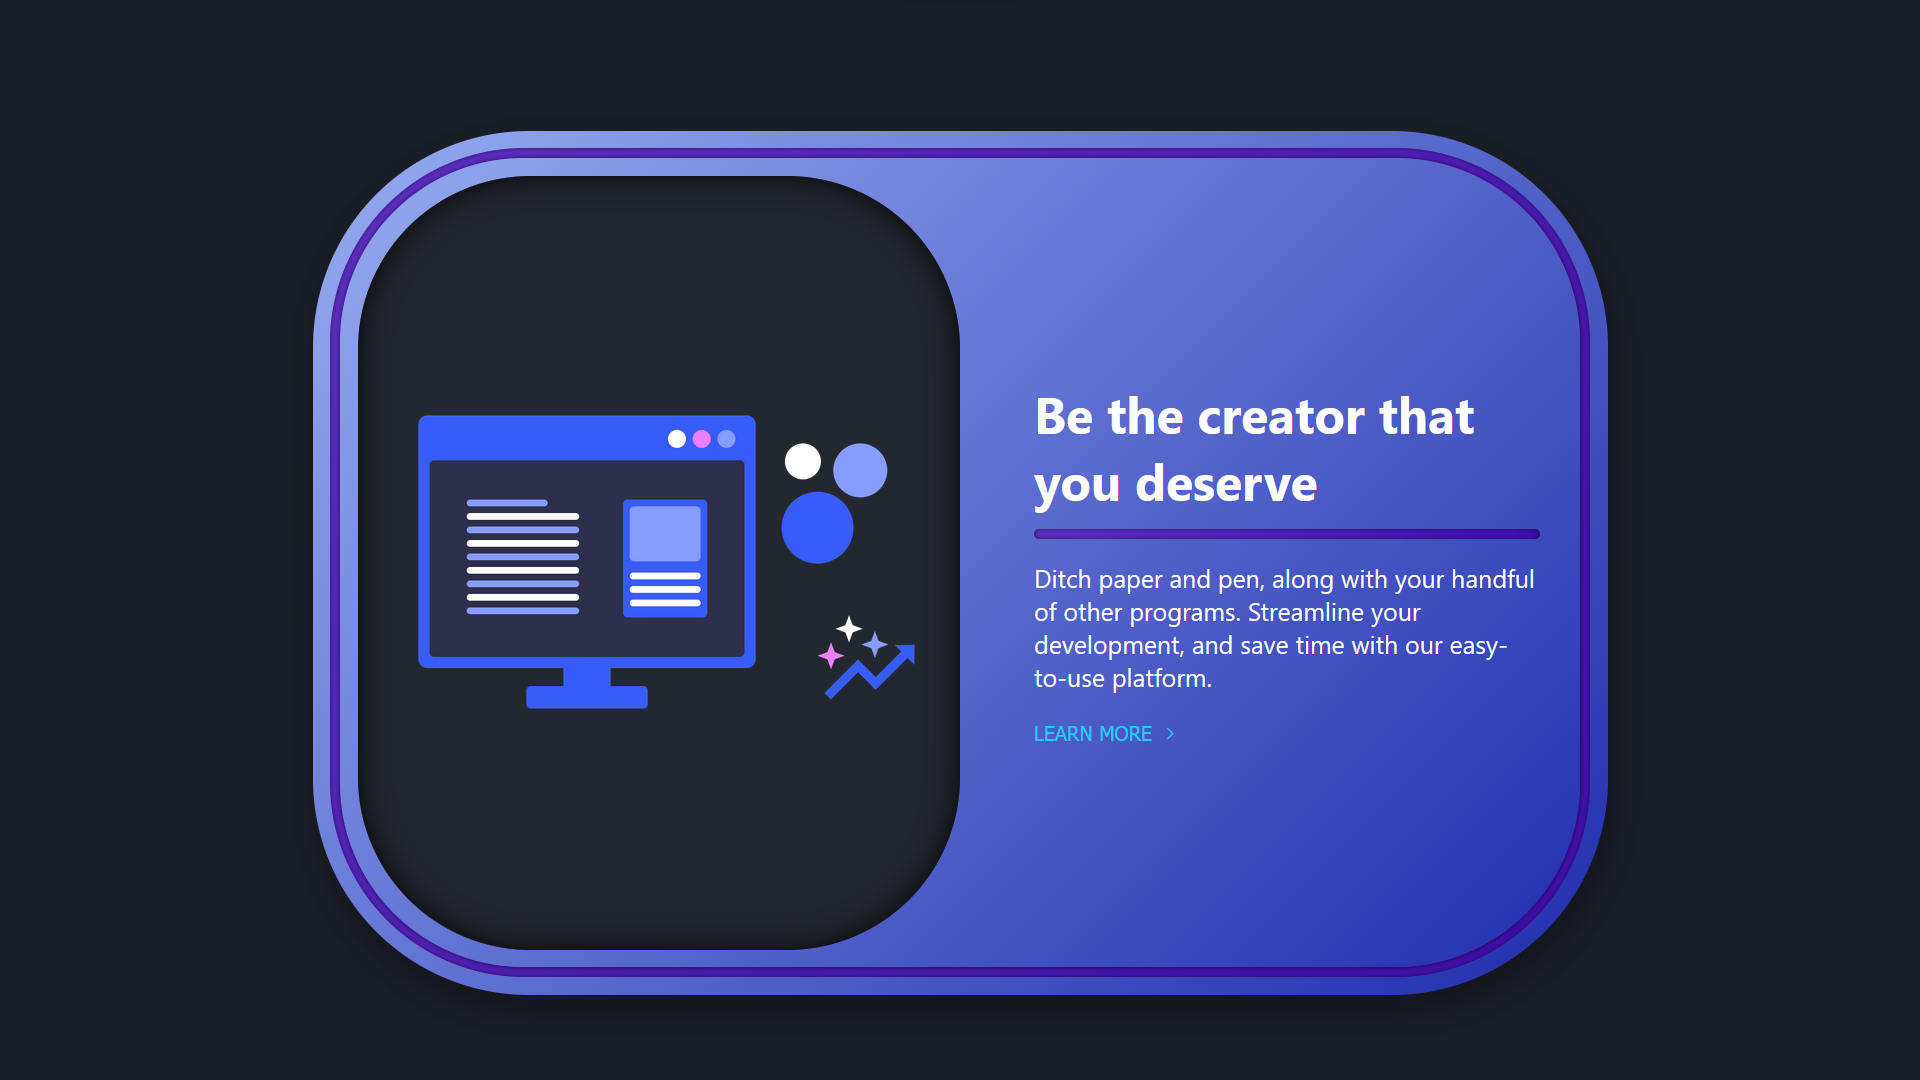 Be the creator that
you deserve
Ditch paper and pen, along with your handful
of other programs. Streamline your
development, and save time with our easy-
to-use platform.
LEARN MORE